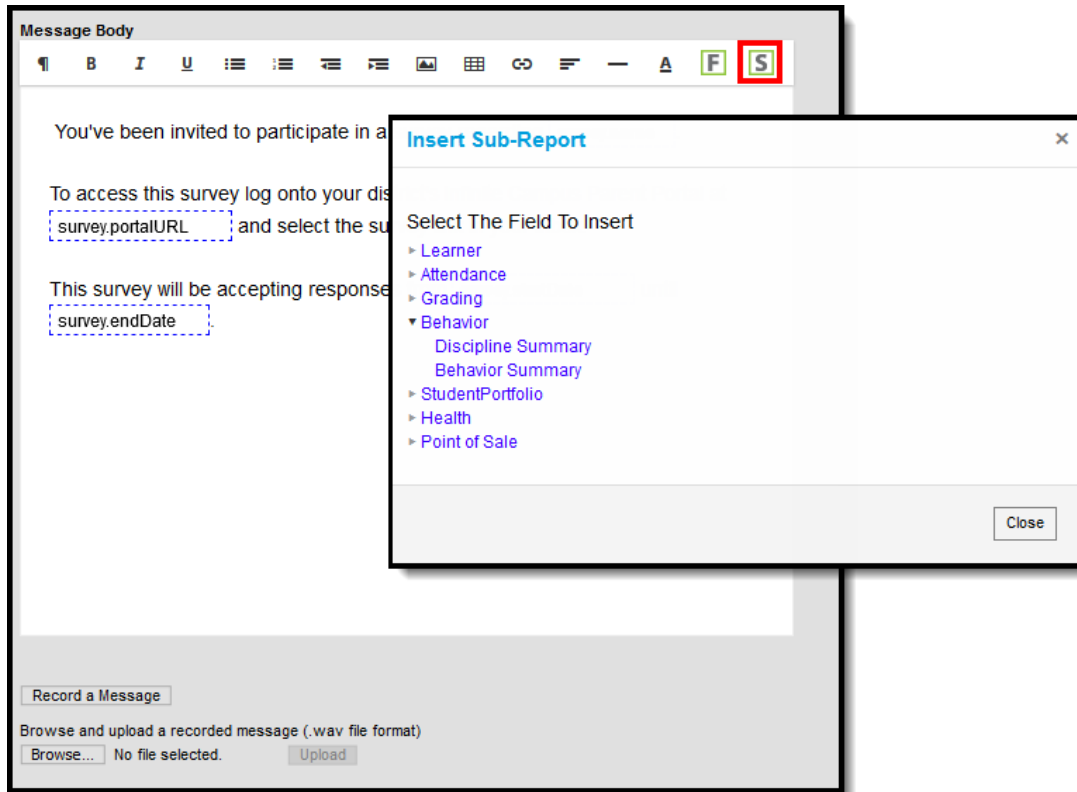 Message Body
¶ B I U A F S
You've been invited to participate in a
To access this survey log onto your dis
survey.portalURL and select the su
This survey will be accepting response
survey.endDate .
Insert Sub-Report ×
Select The Field To Insert
Learner
Attendance
Grading
Behavior
Discipline Summary
Behavior Summary
StudentPortfolio
Health
Point of Sale
Close
Record a Message
Browse and upload a recorded message (.wav file format)
Browse... No file selected. Upload